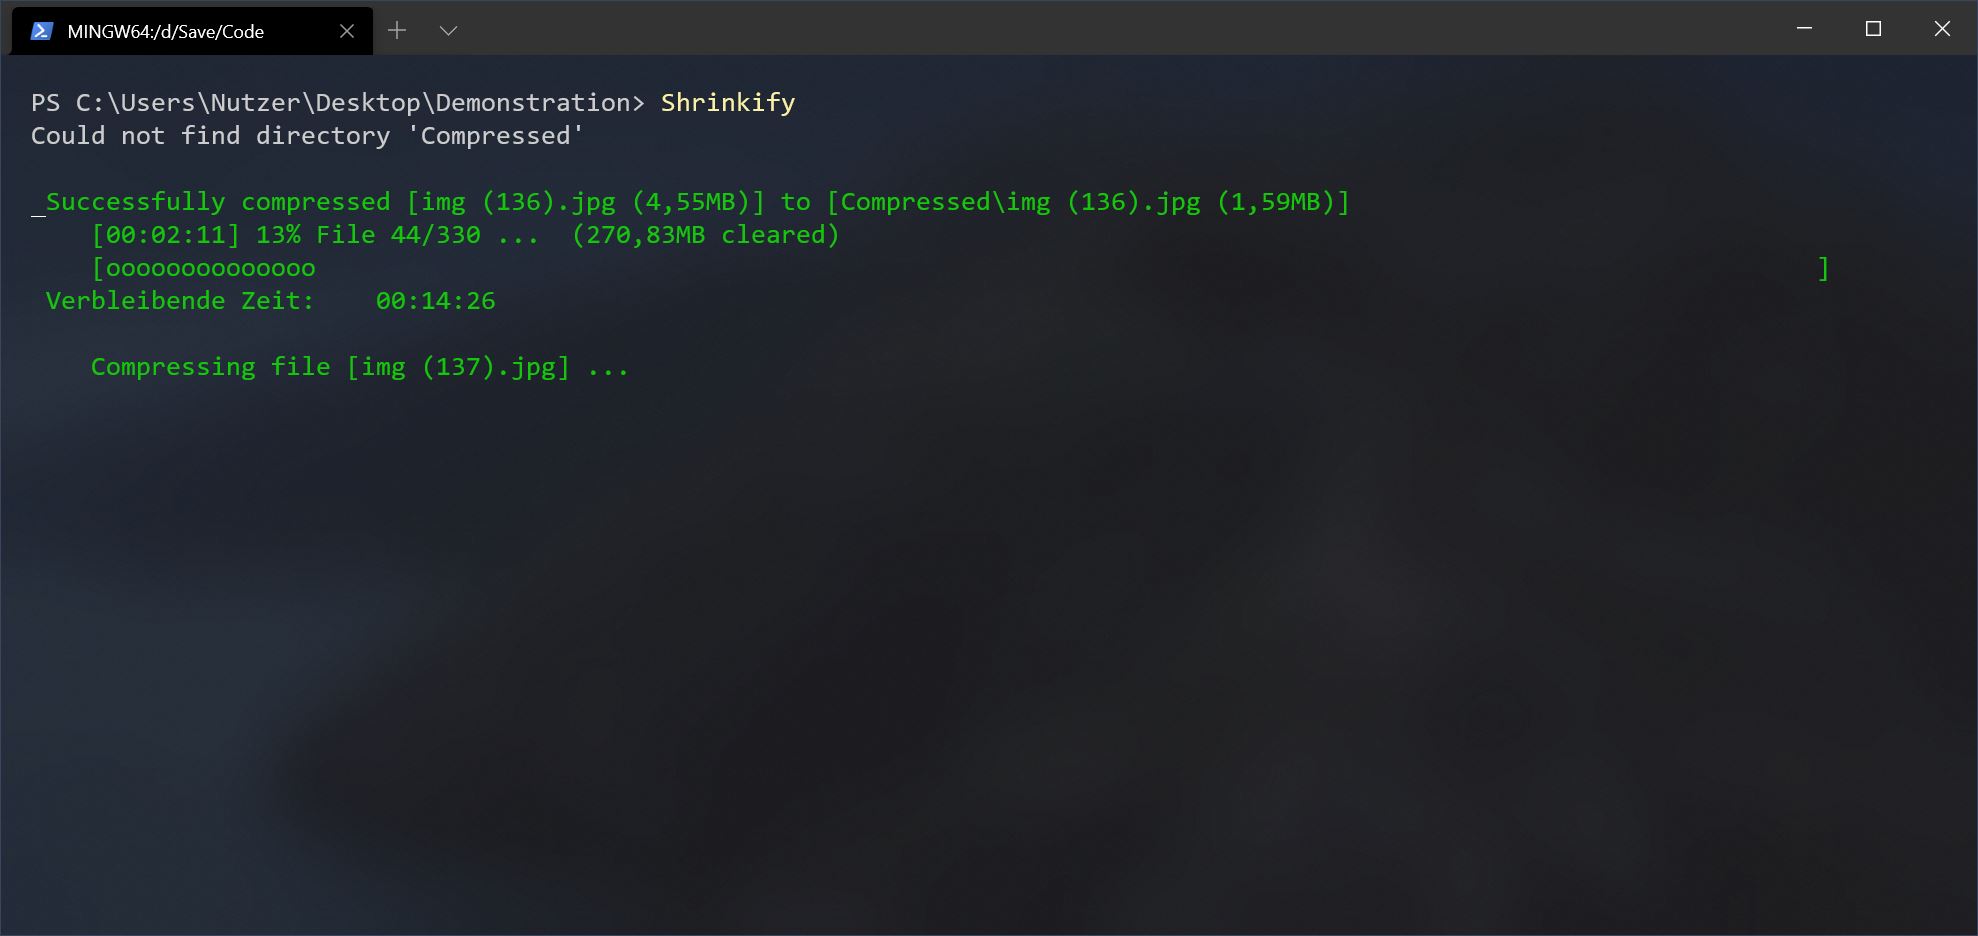 MINGW64:/d/Save/Code
PS C:\Users\Nutzer\Desktop\Demonstration> Shrinkify
Could not find directory 'Compressed'
_Successfully compressed [img (136).jpg (4,55MB)] to [Compressed\img (136).jpg (1,59MB)]
[00:02:11] 13% File 44/330 ...  (270,83MB cleared)
[oooooooooooooo                                                                                                    ]
Verbleibende Zeit:    00:14:26
Compressing file [img (137).jpg] ...